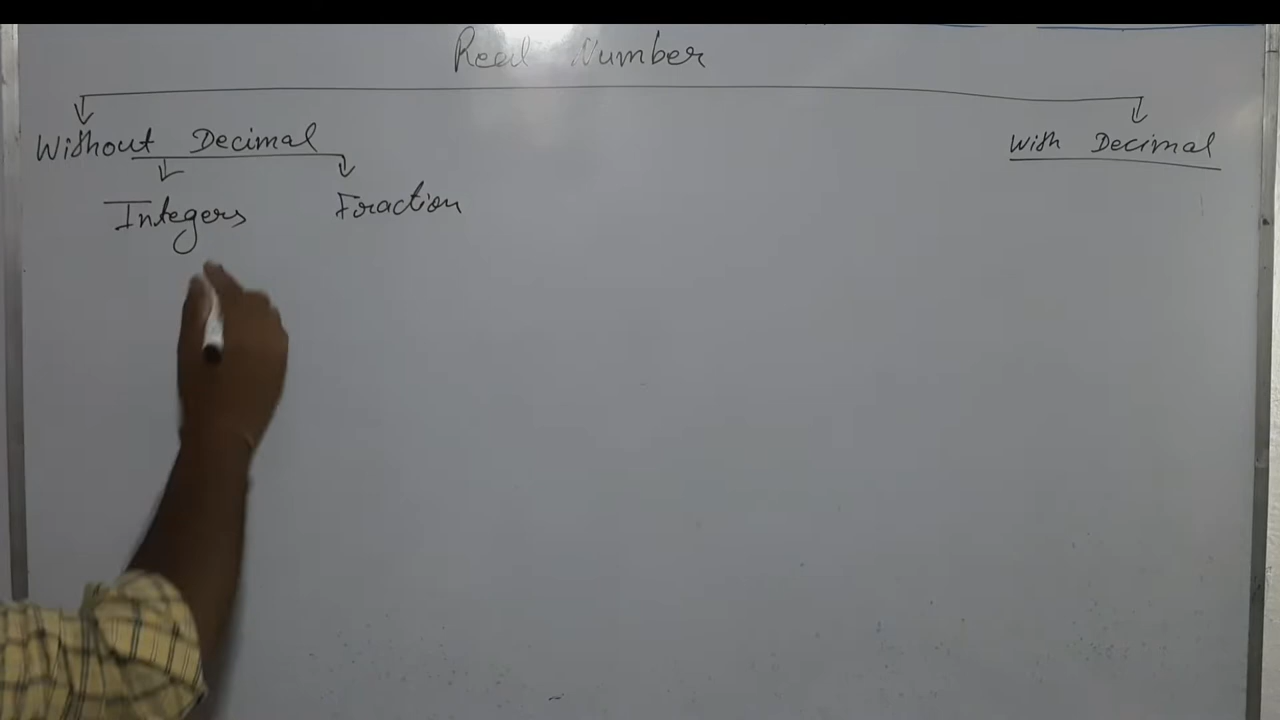 Real Number
Without Decimal
With Decimal
Integers
Fraction